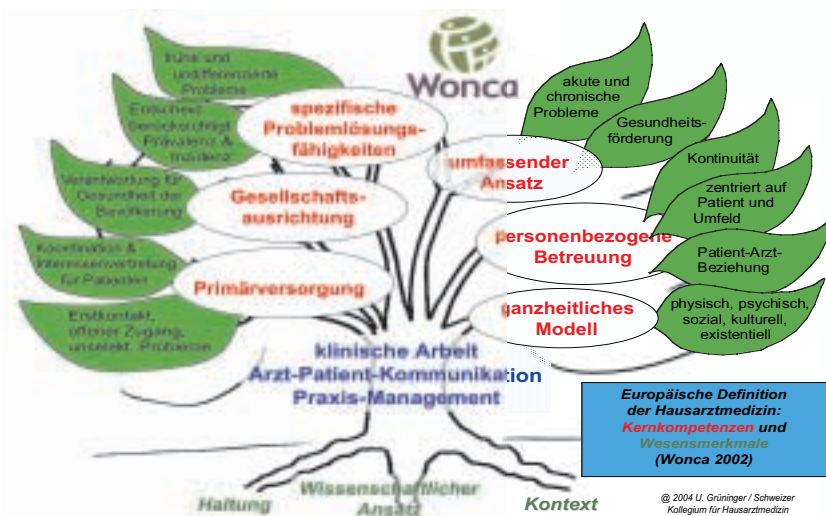 Wonca
frühe und
undifferenzierte
Probleme
Entscheid
berücksichtigt
Prävalenz &
Inzidenz
Verantwortung für
Gesundheit der
Bevölkerung
Koordination &
Interessenvertretung
für Patienten
Erstkontakt,
offener Zugang,
unselekt. Probleme
spezifische
Problemlösungs-
fähigkeiten
Gesellschafts-
ausrichtung
Primärversorgung
umfassender
Ansatz
personenbezogene
Betreuung
ganzheitliches
Modell
akute und
chronische
Probleme
Gesundheits-
förderung
Kontinuität
zentriert auf
Patient und
Umfeld
Patient-Arzt-
Beziehung
physisch, psychisch,
sozial, kulturell,
existentiell
klinische Arbeit
Arzt-Patient-Kommunikation
Praxis-Management
Europäische Definition
der Hausarztmedizin:
Kernkompetenzen und
Wesensmerkmale
(Wonca 2002)
Haltung
Wissenschaftlicher
Ansatz
Kontext
@ 2004 U. Grüninger / Schweizer
Kollegium für Hausarztmedizin